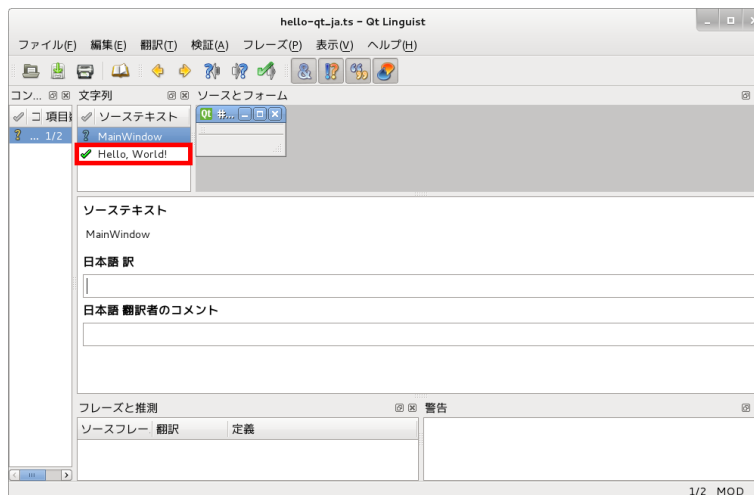 hello-qt_ja.ts - Qt Linguist
ファイル(F) 編集(E) 翻訳(T) 検証(A) フレーズ(P) 表示(V) ヘルプ(H)
コン... 文字列 ソースとフォーム
コ 項目 ソーステキスト Qt #...
? ... 1/2 ? MainWindow
Hello, World!
ソーステキスト
MainWindow
日本語 訳
日本語 翻訳者のコメント
フレーズと推測 警告
ソースフレー 翻訳 定義
1/2 MOD